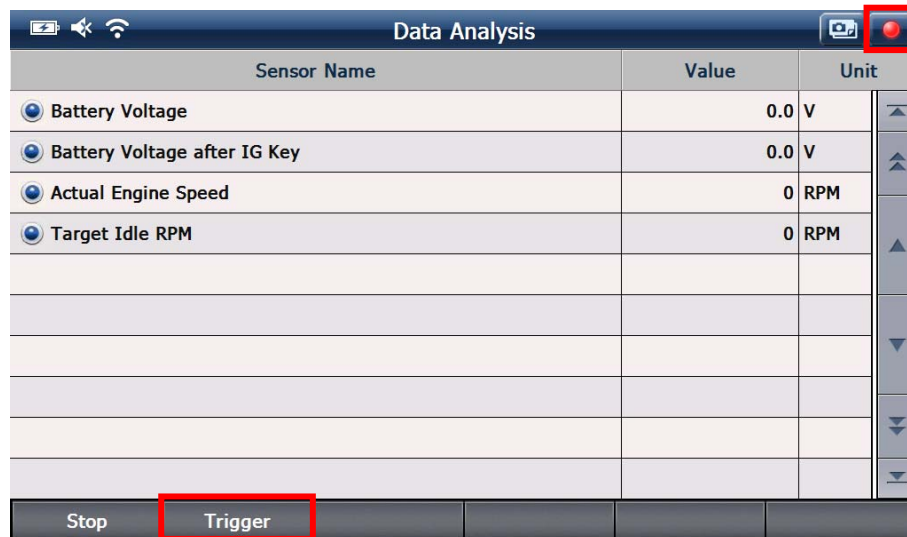 Data Analysis
Sensor Name Value Unit
Battery Voltage 0.0 V
Battery Voltage after IG Key 0.0 V
Actual Engine Speed 0 RPM
Target Idle RPM 0 RPM
Stop Trigger